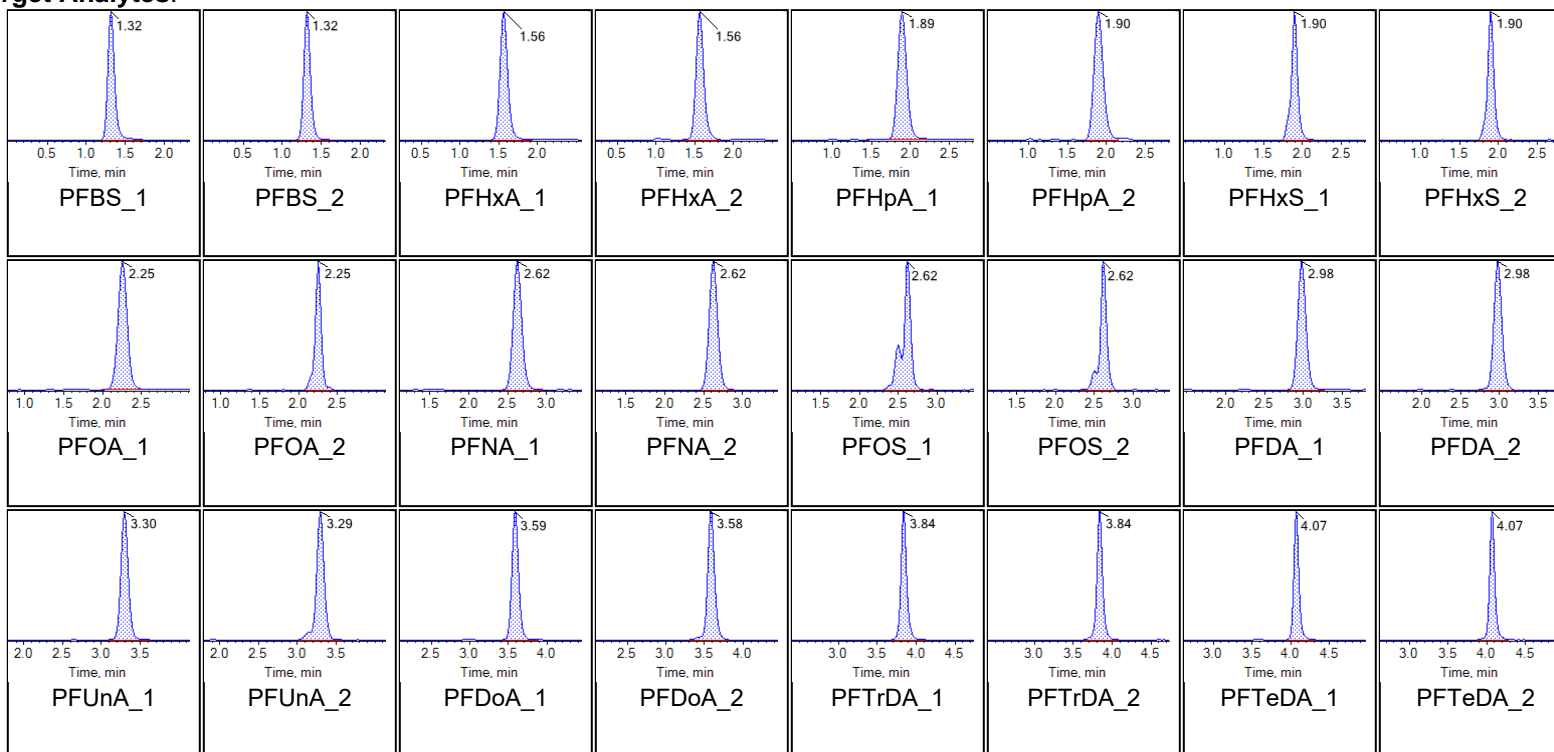 rget Analytes:
1.32 1.32 1.56 1.56 1.89 1.90 1.90 1.90
0.5 1.0 1.5 2.0 0.5 1.0 1.5 2.0 0.5 1.0 1.5 2.0 0.5 1.0 1.5 2.0 1.0 1.5 2.0 2.5 1.0 1.5 2.0 2.5 1.0 1.5 2.0 2.5 1.0 1.5 2.0 2.5
Time, min Time, min Time, min Time, min Time, min Time, min Time, min Time, min
PFBS_1 PFBS_2 PFHxA_1 PFHxA_2 PFHpA_1 PFHpA_2 PFHxS_1 PFHxS_2
2.25 2.25 2.62 2.62 2.62 2.62 2.98 2.98
1.0 1.5 2.0 2.5 1.0 1.5 2.0 2.5 1.5 2.0 2.5 3.0 1.5 2.0 2.5 3.0 1.5 2.0 2.5 3.0 1.5 2.0 2.5 3.0 2.0 2.5 3.0 3.5 2.0 2.5 3.0 3.5
Time, min Time, min Time, min Time, min Time, min Time, min Time, min Time, min
PFOA_1 PFOA_2 PFNA_1 PFNA_2 PFOS_1 PFOS_2 PFDA_1 PFDA_2
3.30 3.29 3.59 3.58 3.84 3.84 4.07 4.07
2.0 2.5 3.0 3.5 2.0 2.5 3.0 3.5 2.5 3.0 3.5 4.0 2.5 3.0 3.5 4.0 3.0 3.5 4.0 4.5 3.0 3.5 4.0 4.5 3.0 3.5 4.0 4.5 3.0 3.5 4.0 4.5
Time, min Time, min Time, min Time, min Time, min Time, min Time, min Time, min
PFUnA_1 PFUnA_2 PFDoA_1 PFDoA_2 PFTrDA_1 PFTrDA_2 PFTeDA_1 PFTeDA_2